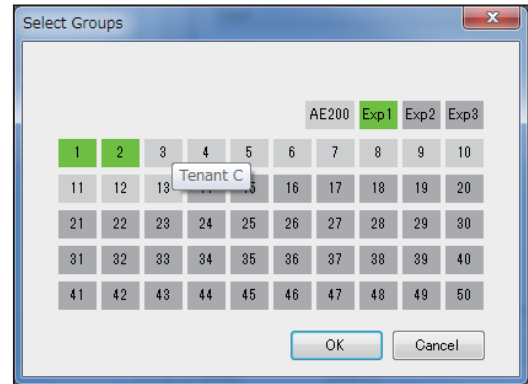 Select Groups
AE200 Exp1 Exp2 Exp3
1 2 3 4 5 6 7 8 9 10
Tenant C
11 12 13 14 15 16 17 18 19 20
21 22 23 24 25 26 27 28 29 30
31 32 33 34 35 36 37 38 39 40
41 42 43 44 45 46 47 48 49 50
OK Cancel